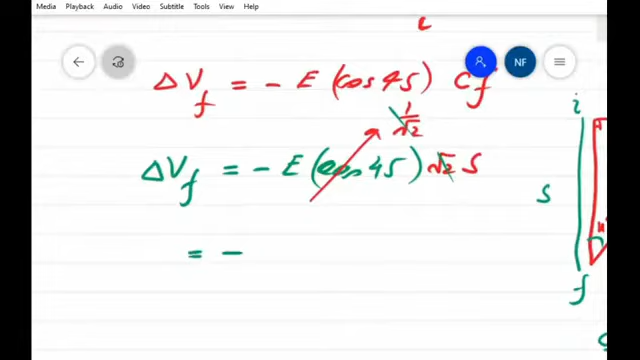 Media Playback Audio Video Subtitle Tools View Help
i
NF
ΔV_f = - E (cos 45) C_f
1/√2
i
ΔV_f = - E (cos 45) √2 S
S
= -
f